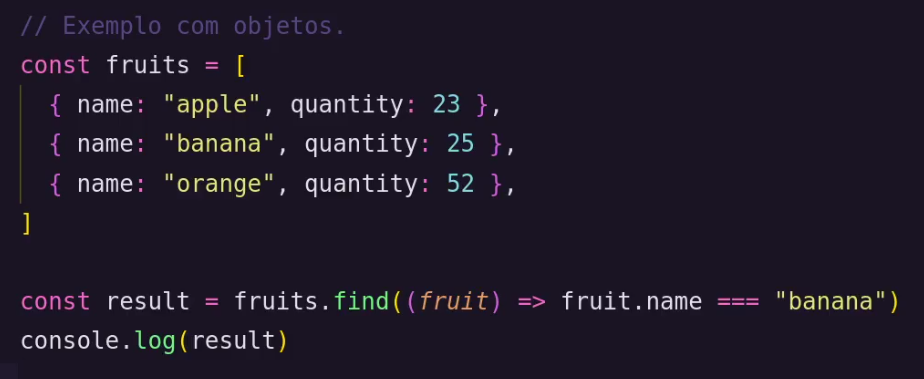 // Exemplo com objetos.
const fruits = [
  { name: "apple", quantity: 23 },
  { name: "banana", quantity: 25 },
  { name: "orange", quantity: 52 },
]
const result = fruits.find((fruit) => fruit.name === "banana")
console.log(result)